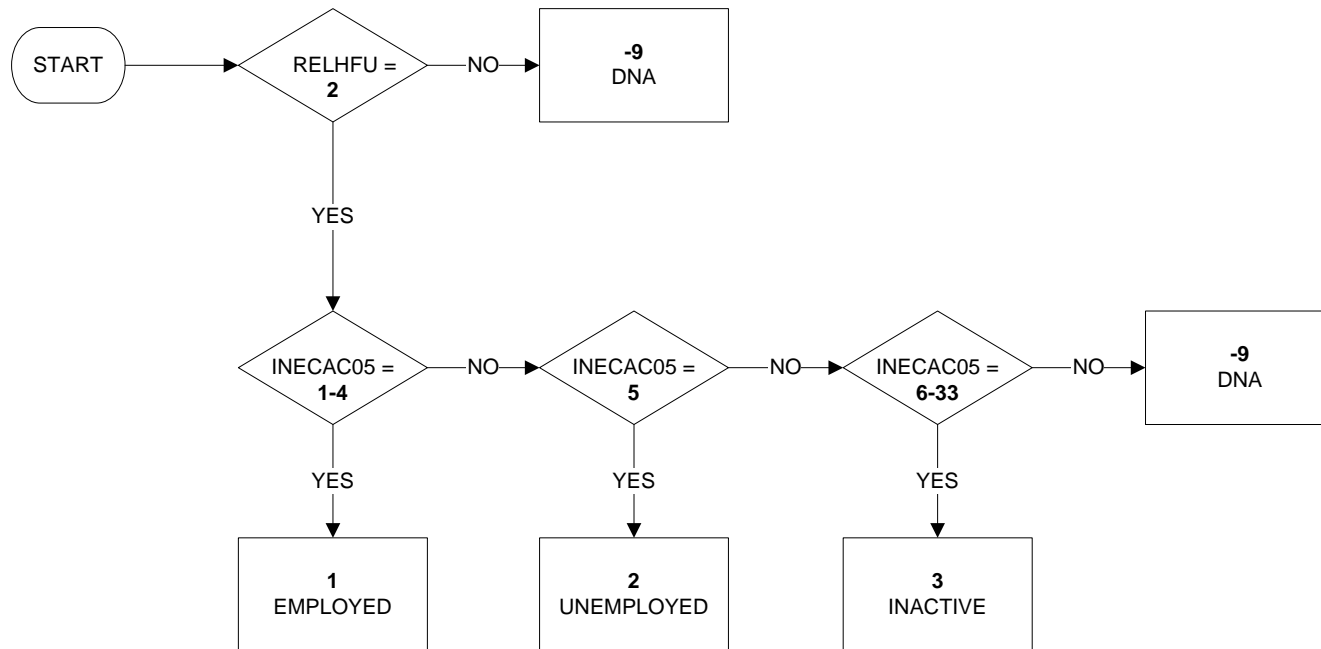 START
RELHFU =
2
NO
-9
DNA
YES
INECAC05 =
1-4
NO
INECAC05 =
5
NO
INECAC05 =
6-33
NO
-9
DNA
YES
YES
YES
1
EMPLOYED
2
UNEMPLOYED
3
INACTIVE